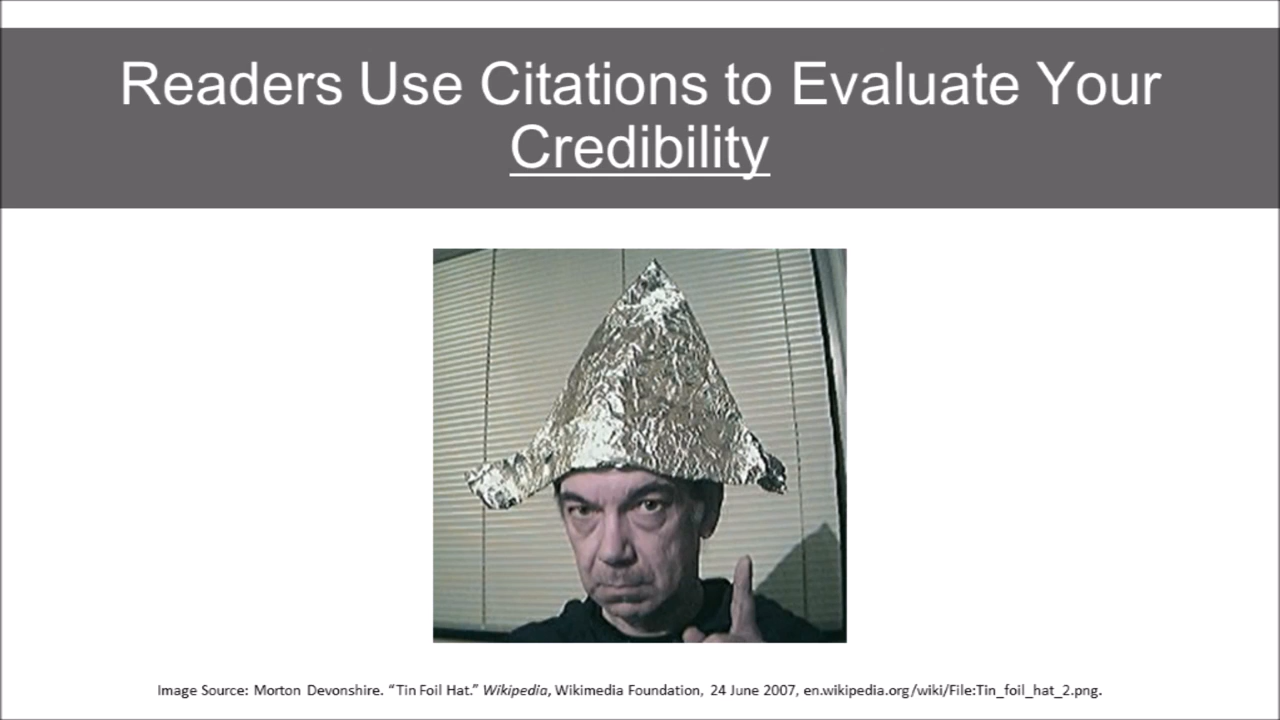 Readers Use Citations to Evaluate Your
Credibility
Image Source: Morton Devonshire. “Tin Foil Hat.” Wikipedia, Wikimedia Foundation, 24 June 2007, en.wikipedia.org/wiki/File:Tin_foil_hat_2.png.